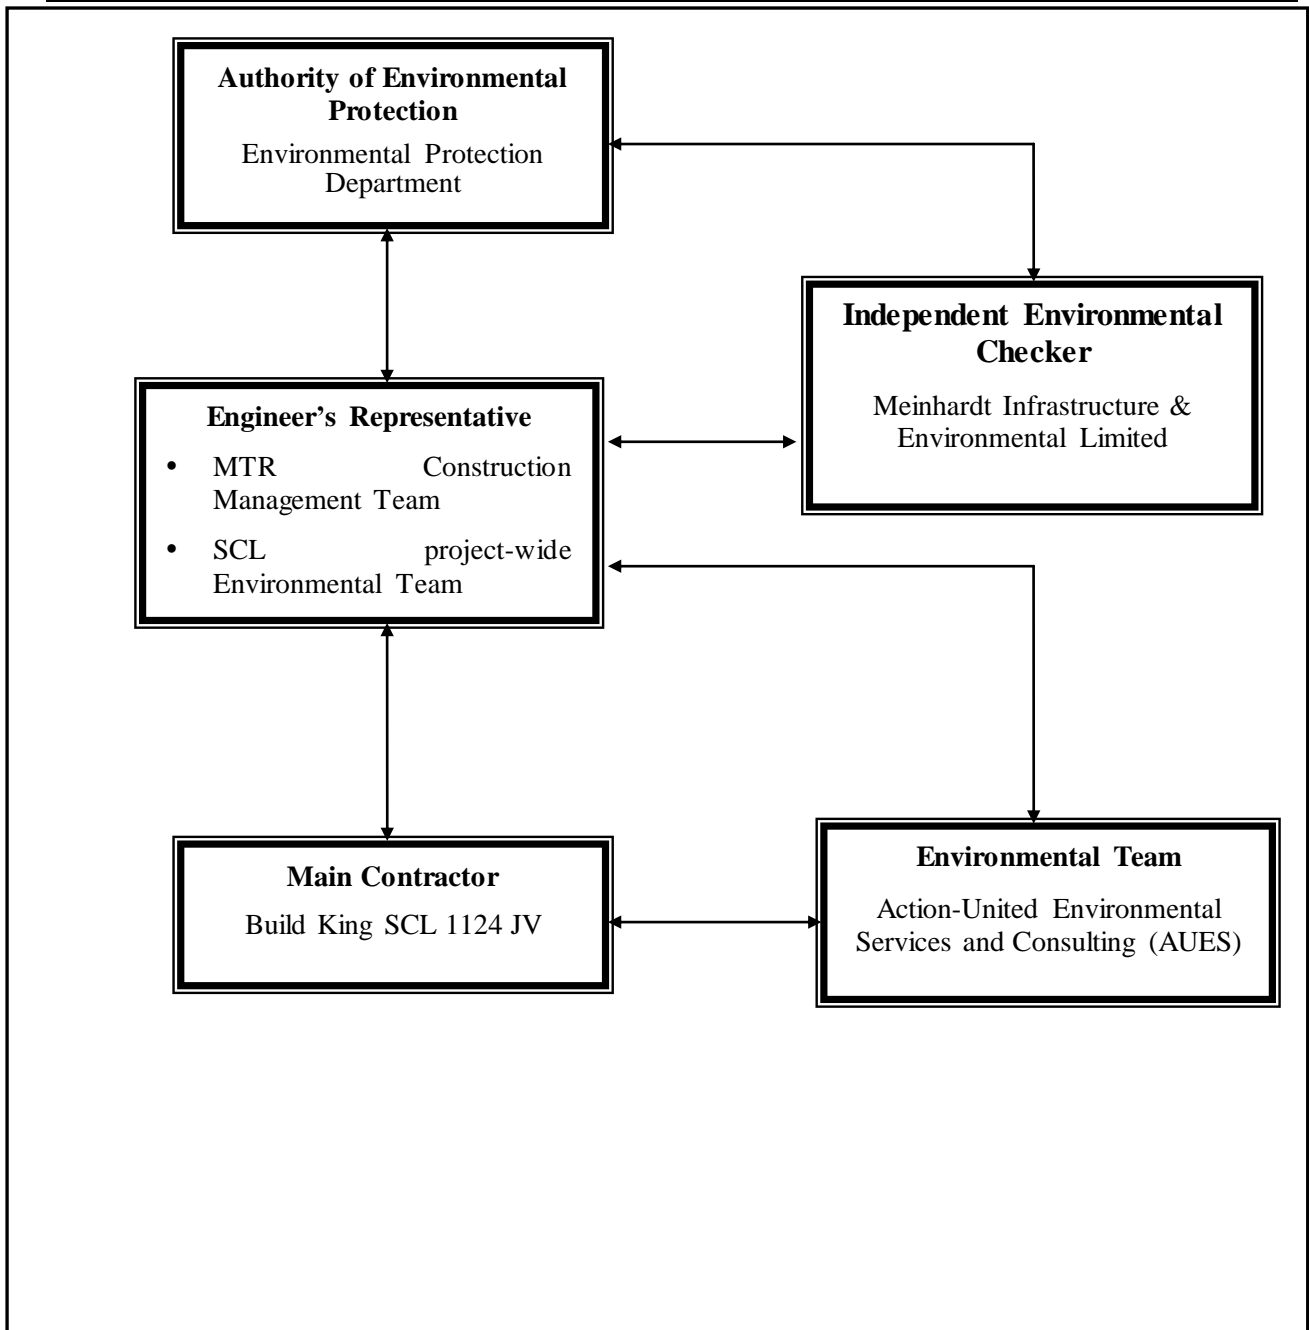 Authority of Environmental
Protection
Environmental Protection
Department
Independent Environmental
Checker
Meinhardt Infrastructure &
Environmental Limited
Engineer’s Representative
• MTR Construction
Management Team
• SCL project-wide
Environmental Team
Main Contractor
Build King SCL 1124 JV
Environmental Team
Action-United Environmental
Services and Consulting (AUES)